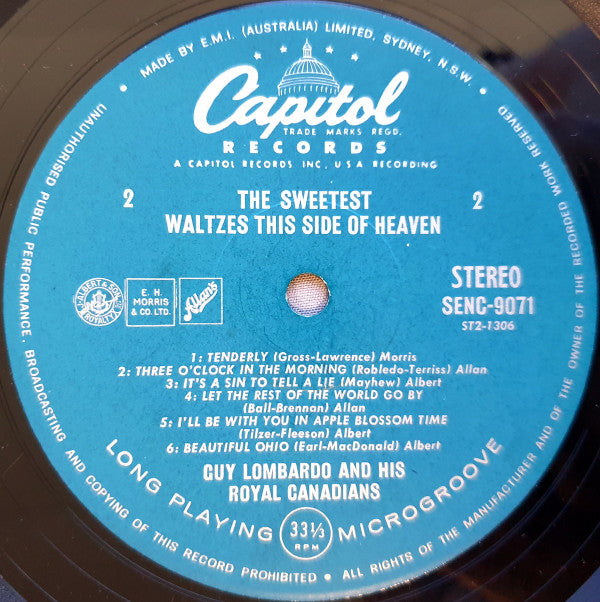 MADE BY E.M.I. (AUSTRALIA) LIMITED, SYDNEY, N.S.W.
Capitol
TRADE MARKS REGD.
RECORDS
A CAPITOL RECORDS INC. U S A RECORDING
2 THE SWEETEST 2
WALTZES THIS SIDE OF HEAVEN
J. ALBERT & SON
ROYALTY
E. H.
MORRIS
& CO. LTD.
Allan's
STEREO
SENC-9071
ST2-1306
1: TENDERLY (Gross-Lawrence) Morris
2: THREE O'CLOCK IN THE MORNING (Robledo-Terriss) Allan
3: IT'S A SIN TO TELL A LIE (Mayhew) Albert
4: LET THE REST OF THE WORLD GO BY
(Ball-Brennan) Allan
5: I'LL BE WITH YOU IN APPLE BLOSSOM TIME
(Tilzer-Fleeson) Albert
6: BEAUTIFUL OHIO (Earl-MacDonald) Albert
GUY LOMBARDO AND HIS
ROYAL CANADIANS
LONG PLAYING 33⅓ MICROGROOVE
RPM
UNAUTHORISED PUBLIC PERFORMANCE, BROADCASTING AND COPYING OF THIS RECORD PROHIBITED • ALL RIGHTS OF THE MANUFACTURER AND OF THE OWNER OF THE RECORDED WORK RESERVED